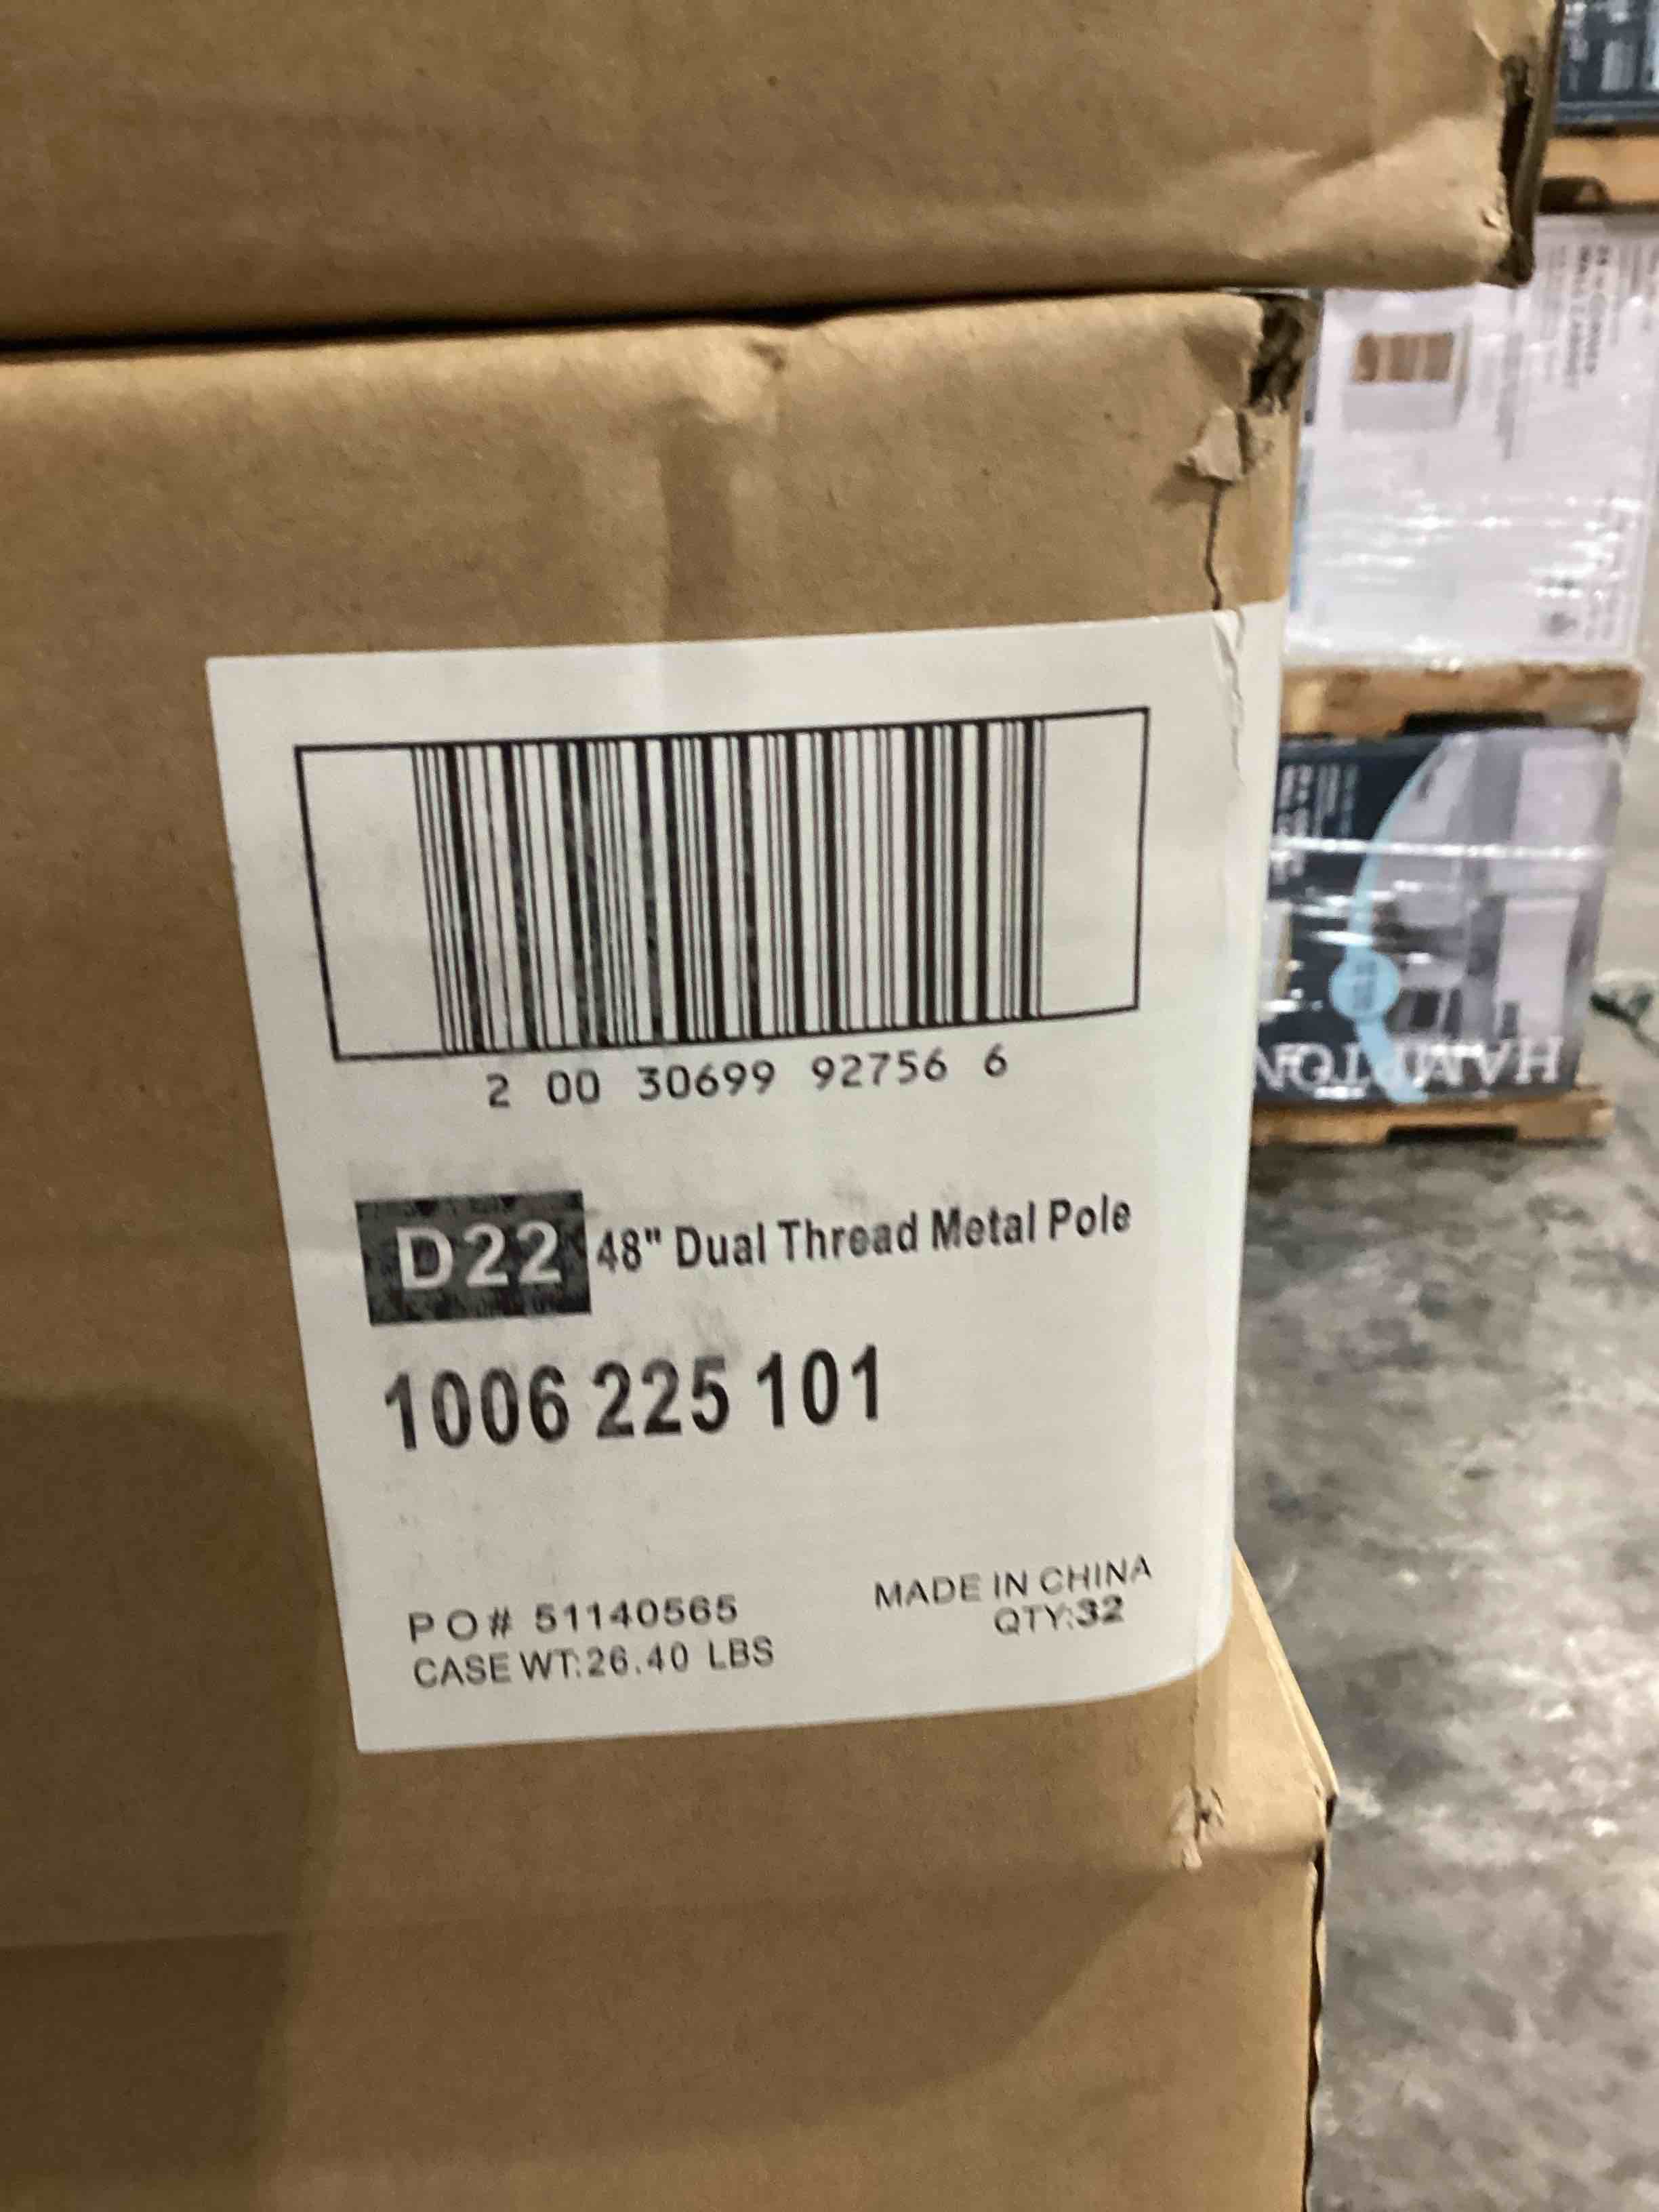 2 00 30699 92756 6
D22 48" Dual Thread Metal Pole
1006 225 101
PO# 51140565
CASE WT:26.40 LBS
MADE IN CHINA
QTY:32
HAMPTON